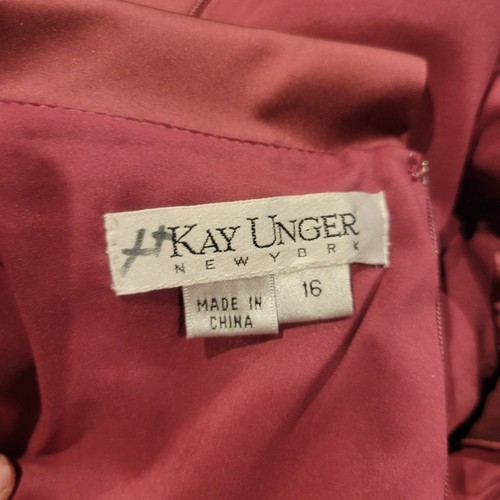 KAY UNGER
NEW YORK
MADE IN
CHINA
16